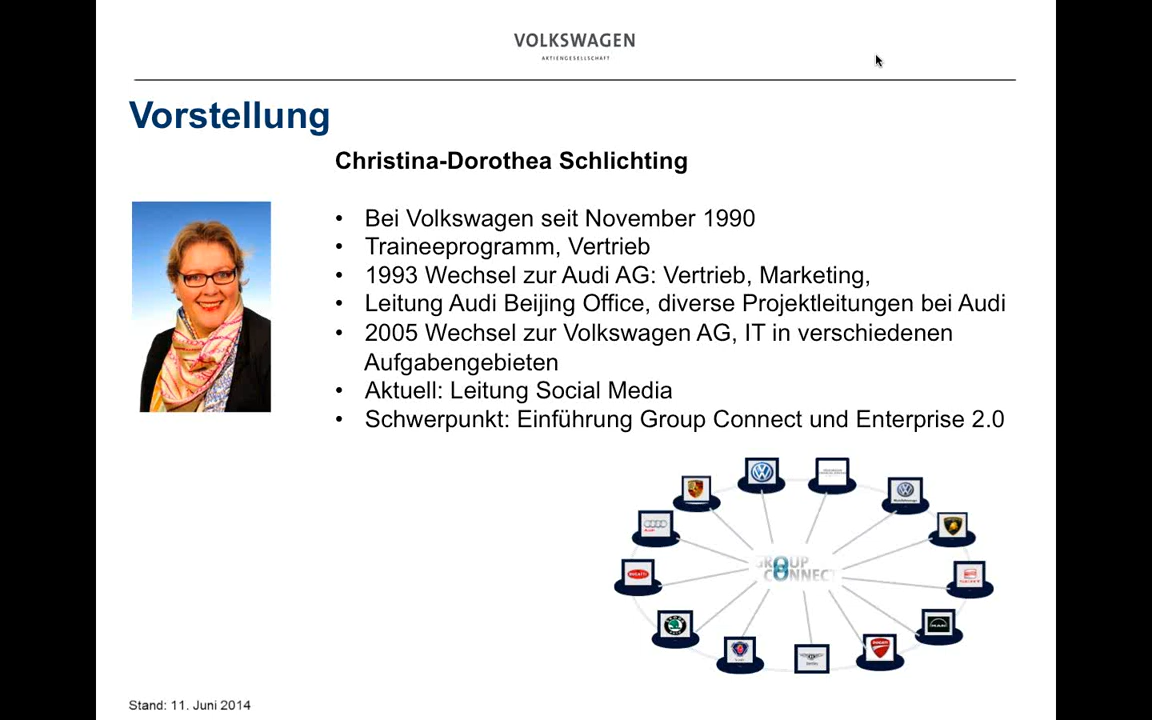 VOLKSWAGEN
AKTIENGESELLSCHAFT
Vorstellung
Christina-Dorothea Schlichting
• Bei Volkswagen seit November 1990
• Traineeprogramm, Vertrieb
• 1993 Wechsel zur Audi AG: Vertrieb, Marketing,
• Leitung Audi Beijing Office, diverse Projektleitungen bei Audi
• 2005 Wechsel zur Volkswagen AG, IT in verschiedenen
Aufgabengebieten
• Aktuell: Leitung Social Media
• Schwerpunkt: Einführung Group Connect und Enterprise 2.0
GROUP
CONNECT
Stand: 11. Juni 2014